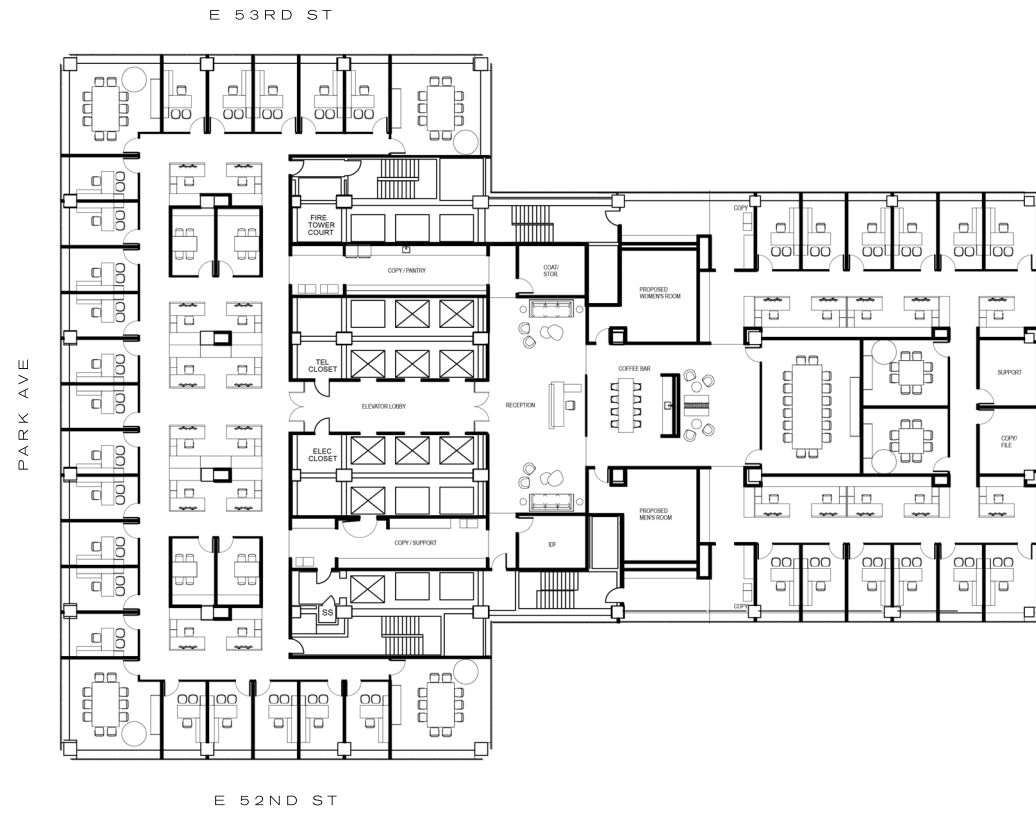 E 53RD ST
COPY
FIRE
TOWER
COURT
COPY / PANTRY
COAT/
STOR.
PROPOSED
WOMEN'S ROOM
PARK AVE
TEL
CLOSET
COFFEE BAR
SUPPORT
ELEVATOR LOBBY
RECEPTION
COPY/
FILE
ELEC
CLOSET
PROPOSED
MEN'S ROOM
COPY / SUPPORT
IDF
SS
COPY
E 52ND ST